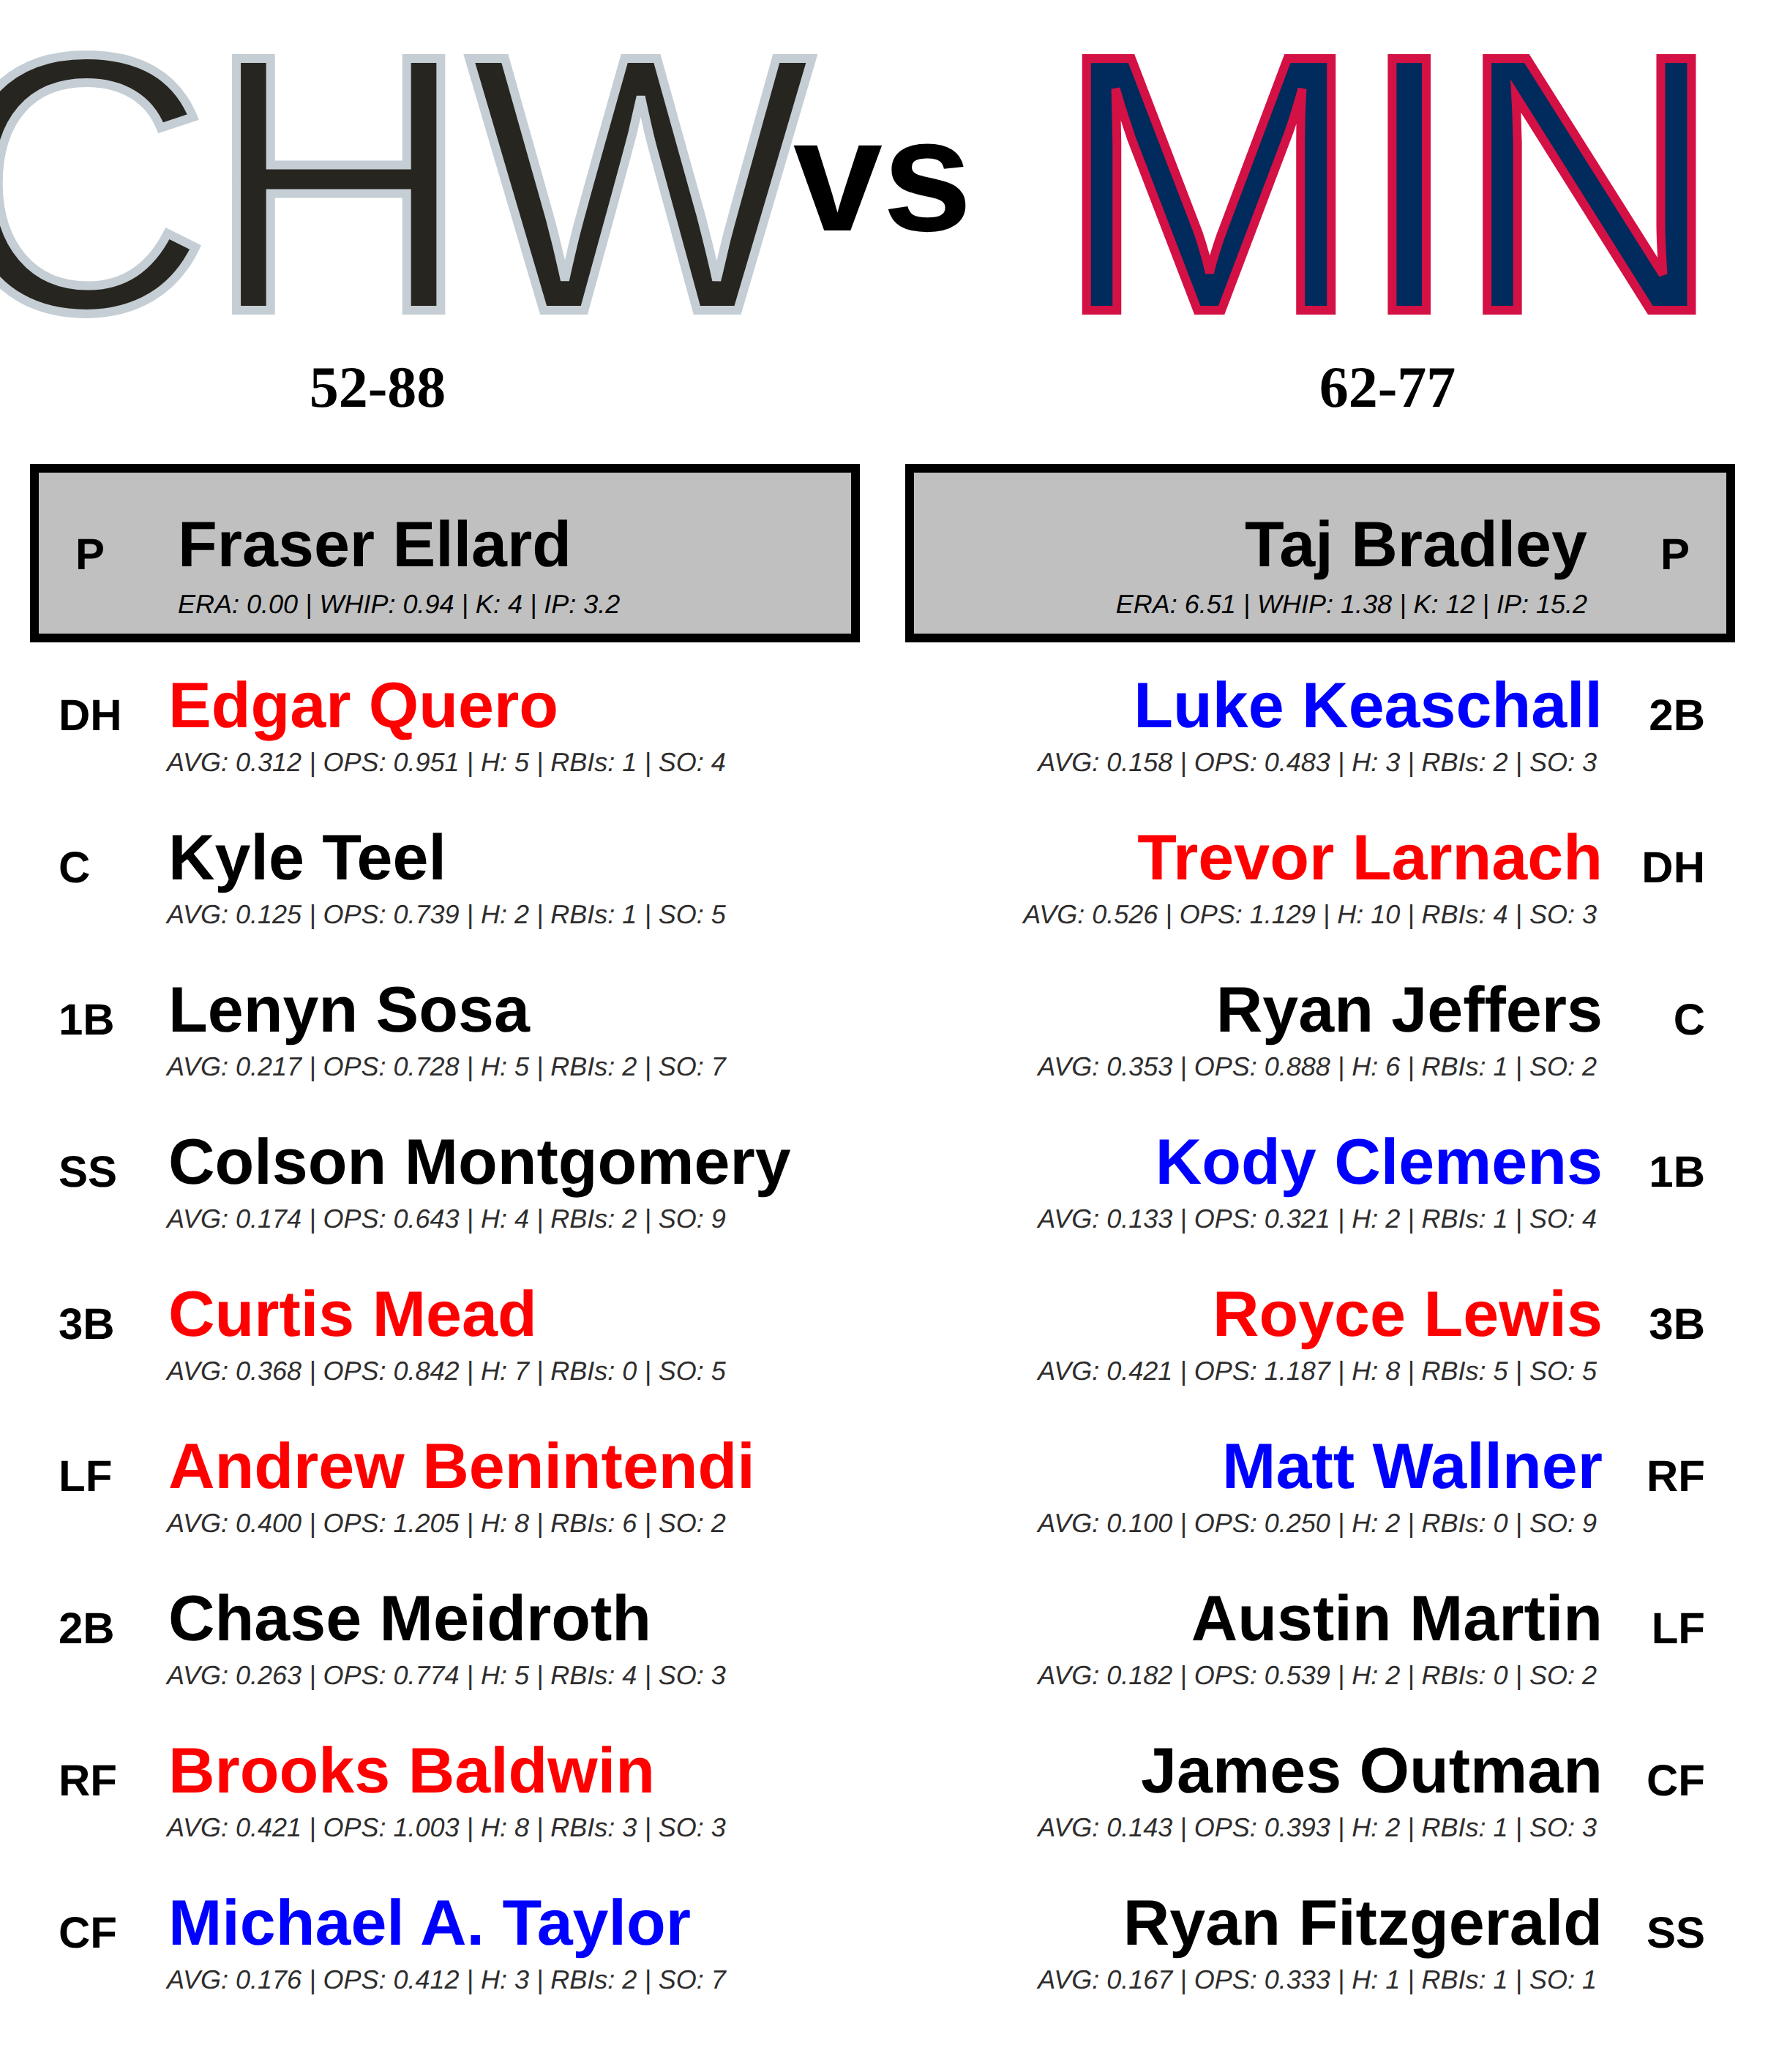 CHW vs MIN
52-88 62-77
P Fraser Ellard
ERA: 0.00 | WHIP: 0.94 | K: 4 | IP: 3.2
Taj Bradley P
ERA: 6.51 | WHIP: 1.38 | K: 12 | IP: 15.2
DH Edgar Quero
AVG: 0.312 | OPS: 0.951 | H: 5 | RBIs: 1 | SO: 4
C Kyle Teel
AVG: 0.125 | OPS: 0.739 | H: 2 | RBIs: 1 | SO: 5
1B Lenyn Sosa
AVG: 0.217 | OPS: 0.728 | H: 5 | RBIs: 2 | SO: 7
SS Colson Montgomery
AVG: 0.174 | OPS: 0.643 | H: 4 | RBIs: 2 | SO: 9
3B Curtis Mead
AVG: 0.368 | OPS: 0.842 | H: 7 | RBIs: 0 | SO: 5
LF Andrew Benintendi
AVG: 0.400 | OPS: 1.205 | H: 8 | RBIs: 6 | SO: 2
2B Chase Meidroth
AVG: 0.263 | OPS: 0.774 | H: 5 | RBIs: 4 | SO: 3
RF Brooks Baldwin
AVG: 0.421 | OPS: 1.003 | H: 8 | RBIs: 3 | SO: 3
CF Michael A. Taylor
AVG: 0.176 | OPS: 0.412 | H: 3 | RBIs: 2 | SO: 7
Luke Keaschall 2B
AVG: 0.158 | OPS: 0.483 | H: 3 | RBIs: 2 | SO: 3
Trevor Larnach DH
AVG: 0.526 | OPS: 1.129 | H: 10 | RBIs: 4 | SO: 3
Ryan Jeffers C
AVG: 0.353 | OPS: 0.888 | H: 6 | RBIs: 1 | SO: 2
Kody Clemens 1B
AVG: 0.133 | OPS: 0.321 | H: 2 | RBIs: 1 | SO: 4
Royce Lewis 3B
AVG: 0.421 | OPS: 1.187 | H: 8 | RBIs: 5 | SO: 5
Matt Wallner RF
AVG: 0.100 | OPS: 0.250 | H: 2 | RBIs: 0 | SO: 9
Austin Martin LF
AVG: 0.182 | OPS: 0.539 | H: 2 | RBIs: 0 | SO: 2
James Outman CF
AVG: 0.143 | OPS: 0.393 | H: 2 | RBIs: 1 | SO: 3
Ryan Fitzgerald SS
AVG: 0.167 | OPS: 0.333 | H: 1 | RBIs: 1 | SO: 1